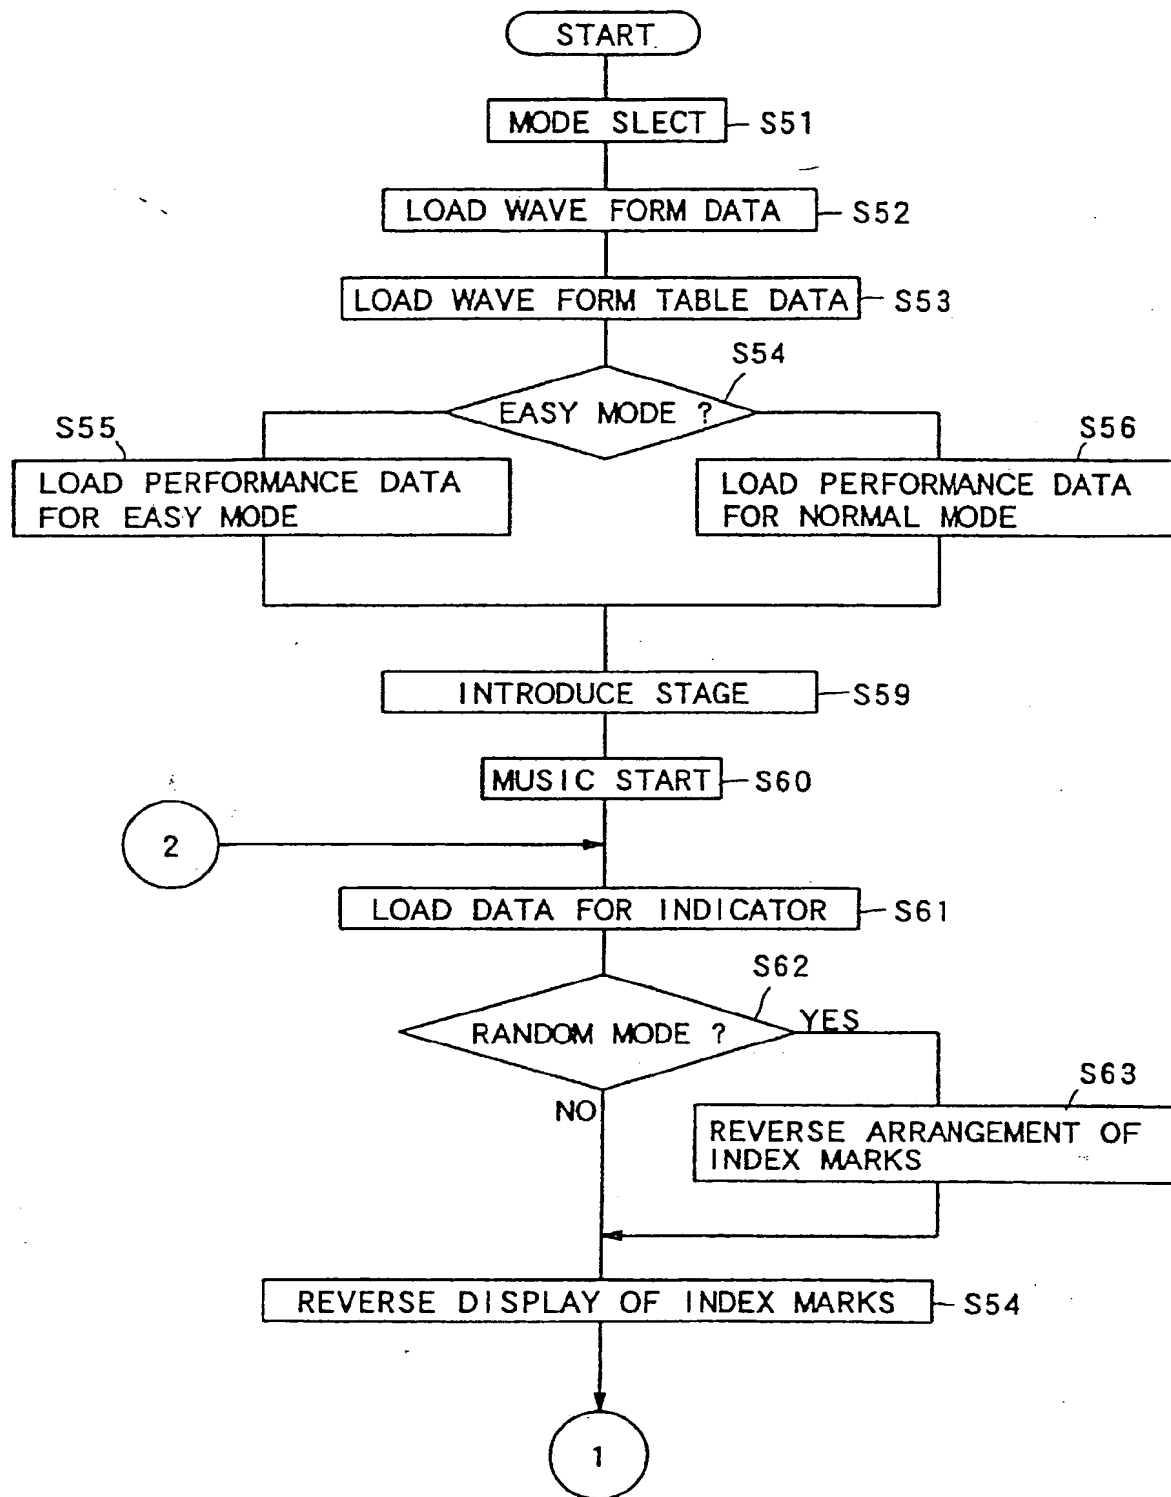 START
MODE SLECT
S51
LOAD WAVE FORM DATA
S52
LOAD WAVE FORM TABLE DATA
S53
S54
EASY MODE ?
S55
LOAD PERFORMANCE DATA
FOR EASY MODE
S56
LOAD PERFORMANCE DATA
FOR NORMAL MODE
INTRODUCE STAGE
S59
MUSIC START
S60
2
LOAD DATA FOR INDICATOR
S61
S62
RANDOM MODE ?
YES
NO
S63
REVERSE ARRANGEMENT OF
INDEX MARKS
REVERSE DISPLAY OF INDEX MARKS
S54
1